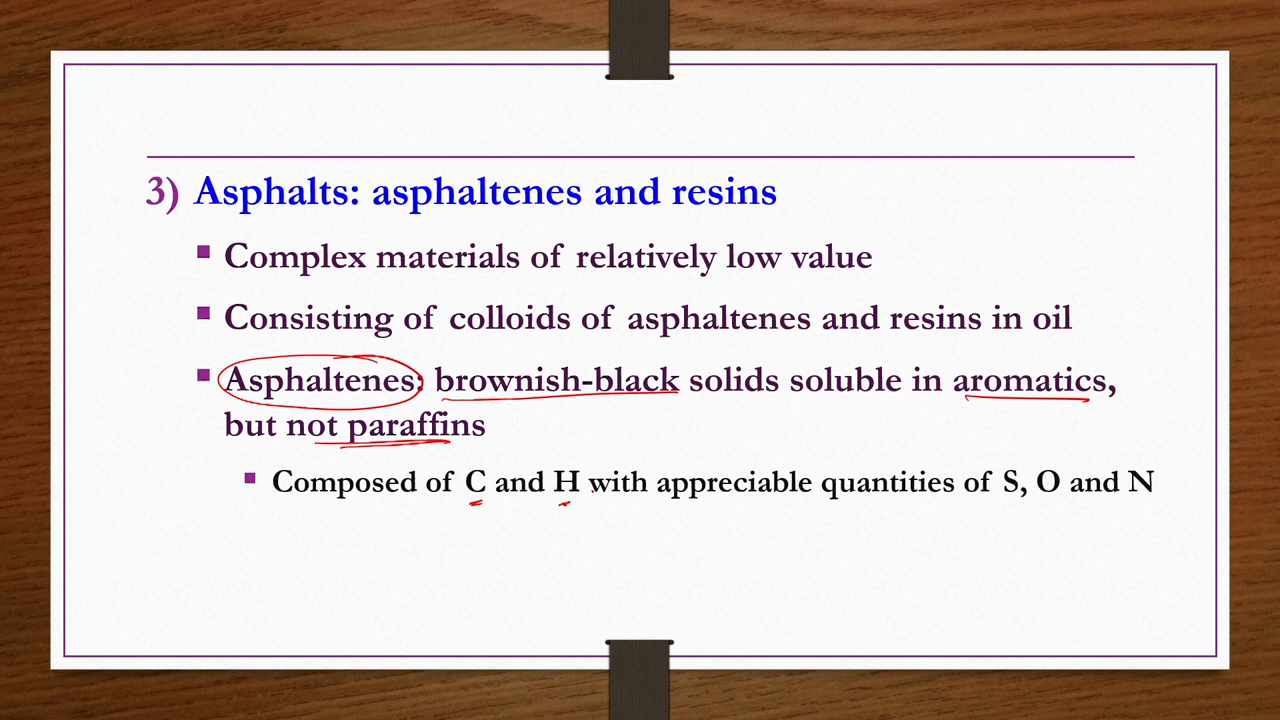 3) Asphalts: asphaltenes and resins
Complex materials of relatively low value
Consisting of colloids of asphaltenes and resins in oil
Asphaltenes: brownish-black solids soluble in aromatics,
but not paraffins
Composed of C and H with appreciable quantities of S, O and N